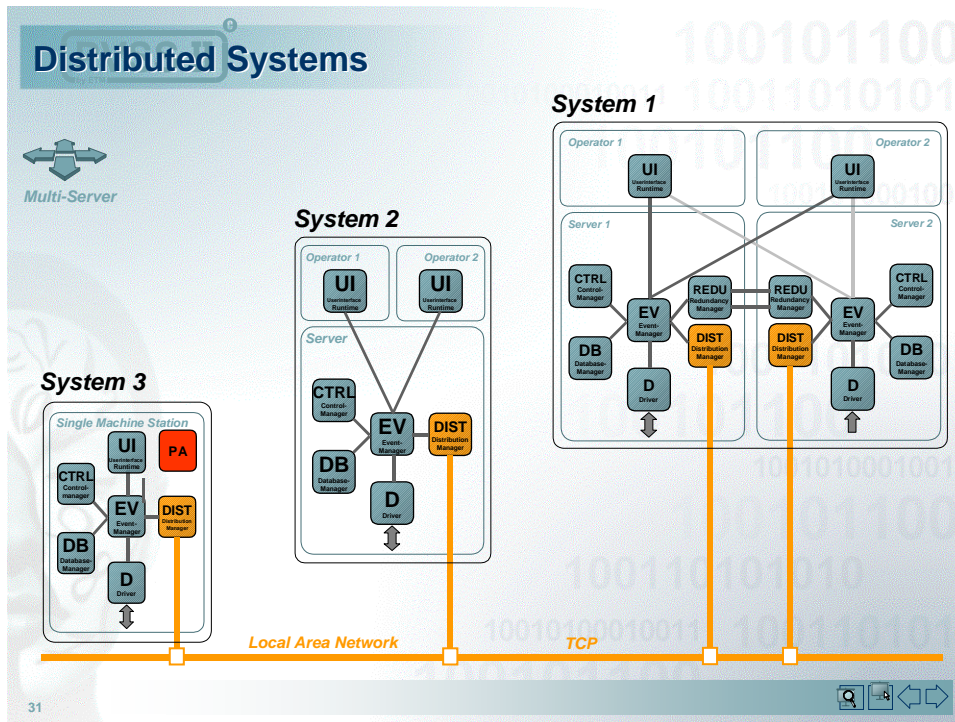 Distributed Systems
Multi-Server
System 1
Operator 1
Operator 2
UI
Userinterface
Runtime
UI
Userinterface
Runtime
Server 1
Server 2
CTRL
Control-
Manager
REDU
Redundancy
Manager
REDU
Redundancy
Manager
CTRL
Control-
Manager
EV
Event-
Manager
EV
Event-
Manager
DB
Database-
Manager
DIST
Distribution
Manager
DIST
Distribution
Manager
DB
Database-
Manager
D
Driver
D
Driver
System 2
Operator 1
Operator 2
UI
Userinterface
Runtime
UI
Userinterface
Runtime
Server
CTRL
Control-
Manager
EV
Event-
Manager
DIST
Distribution
Manager
DB
Database-
Manager
D
Driver
System 3
Single Machine Station
UI
Userinterface
Runtime
PA
CTRL
Control-
manager
EV
Event-
Manager
DIST
Distribution
Manager
DB
Database-
Manager
D
Driver
Local Area Network
TCP
31